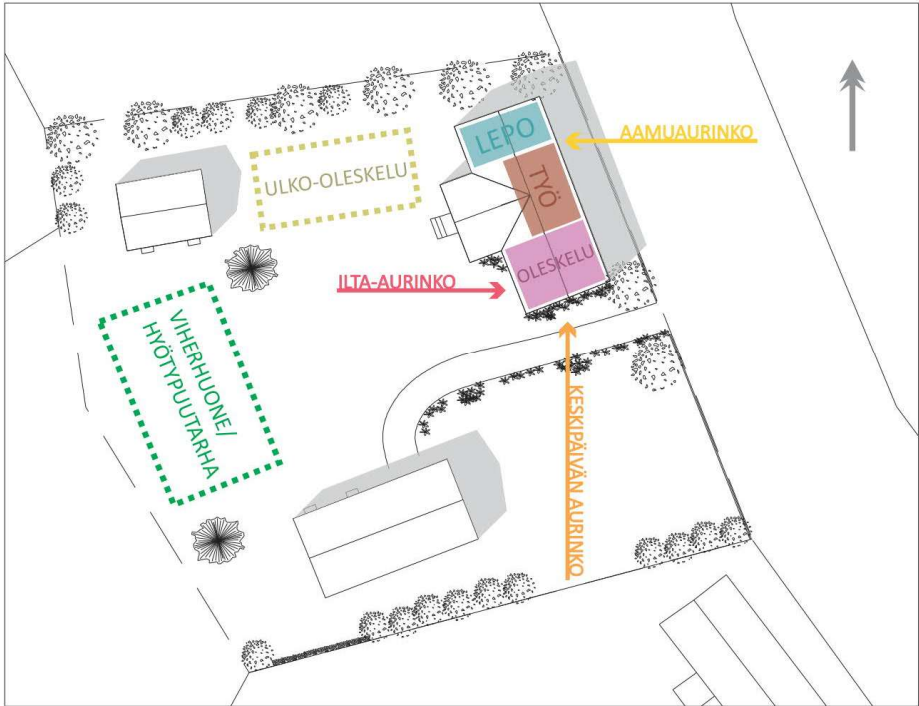 LEPO
AAMUAURINKO
TYÖ
ULKO-OLESKELU
OLESKELU
ILTA-AURINKO
VIHERHUONE/
HYÖTYPUUTARHA
KESKIPÄIVÄN AURINKO